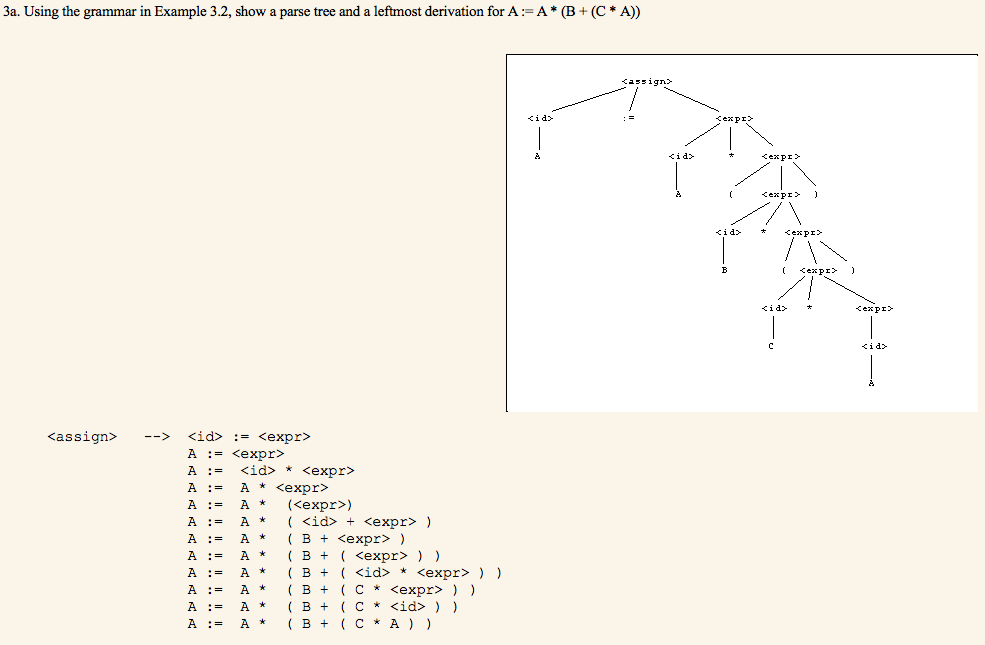 3a. Using the grammar in Example 3.2, show a parse tree and a leftmost derivation for A := A * (B + (C * A))
<assign>
<id> := <expr>
A <id> * <expr>
A ( <expr> )
<id> * <expr>
B ( <expr> )
<id> * <expr>
C <id>
A
<assign> --> <id> := <expr>
A := <expr>
A := <id> * <expr>
A := A * <expr>
A := A * (<expr>)
A := A * ( <id> + <expr> )
A := A * ( B + <expr> )
A := A * ( B + ( <expr> ) )
A := A * ( B + ( <id> * <expr> ) )
A := A * ( B + ( C * <expr> ) )
A := A * ( B + ( C * <id> ) )
A := A * ( B + ( C * A ) )